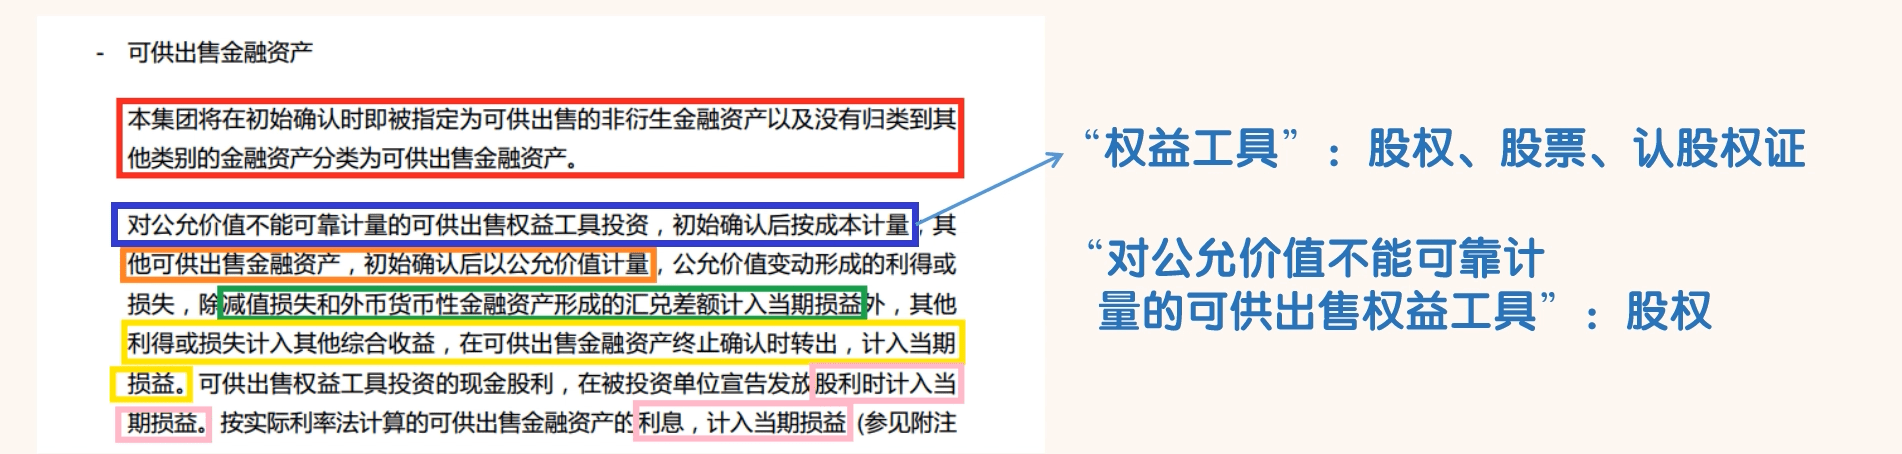 - 可供出售金融资产
本集团将在初始确认时即被指定为可供出售的非衍生金融资产以及没有归类到其
他类别的金融资产分类为可供出售金融资产。
对公允价值不能可靠计量的可供出售权益工具投资，初始确认后按成本计量，其
他可供出售金融资产，初始确认后以公允价值计量，公允价值变动形成的利得或
损失，除减值损失和外币货币性金融资产形成的汇兑差额计入当期损益外，其他
利得或损失计入其他综合收益，在可供出售金融资产终止确认时转出，计入当期
损益。可供出售权益工具投资的现金股利，在被投资单位宣告发放股利时计入当
期损益。按实际利率法计算的可供出售金融资产的利息，计入当期损益 (参见附注
“权益工具”：股权、股票、认股权证
“对公允价值不能可靠计
量的可供出售权益工具”：股权